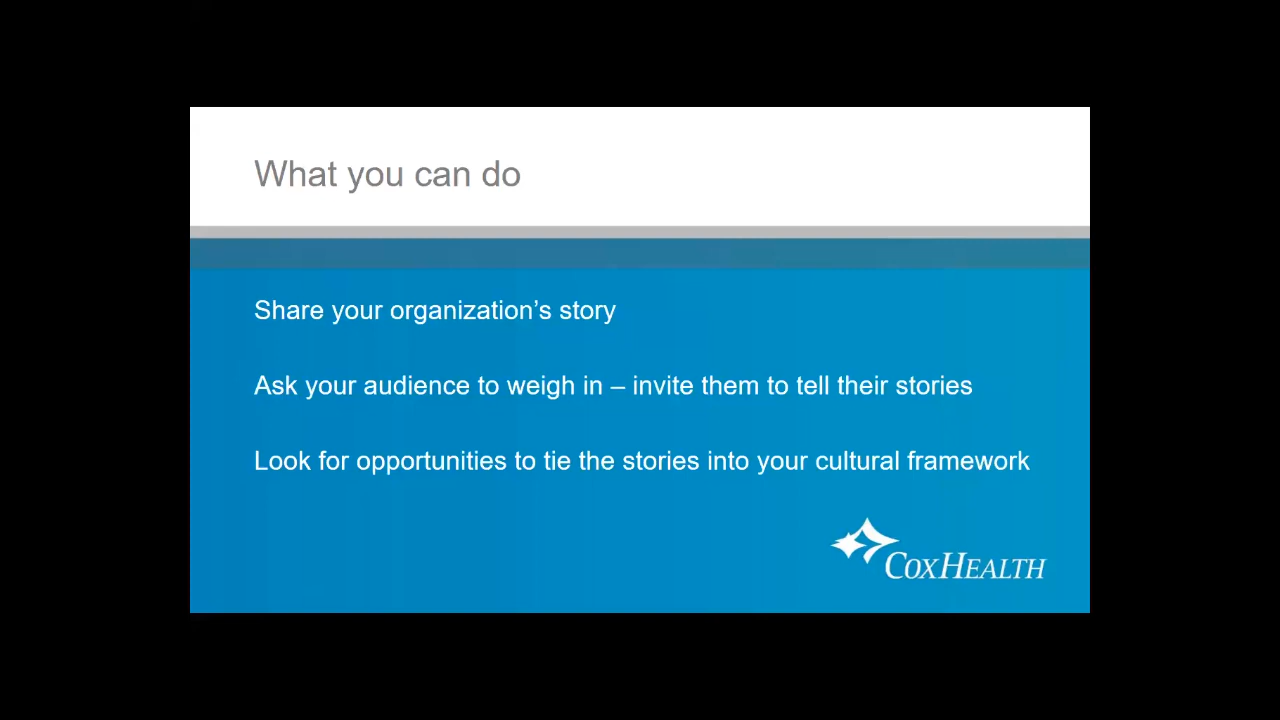 What you can do
Share your organization’s story
Ask your audience to weigh in – invite them to tell their stories
Look for opportunities to tie the stories into your cultural framework
COXHEALTH